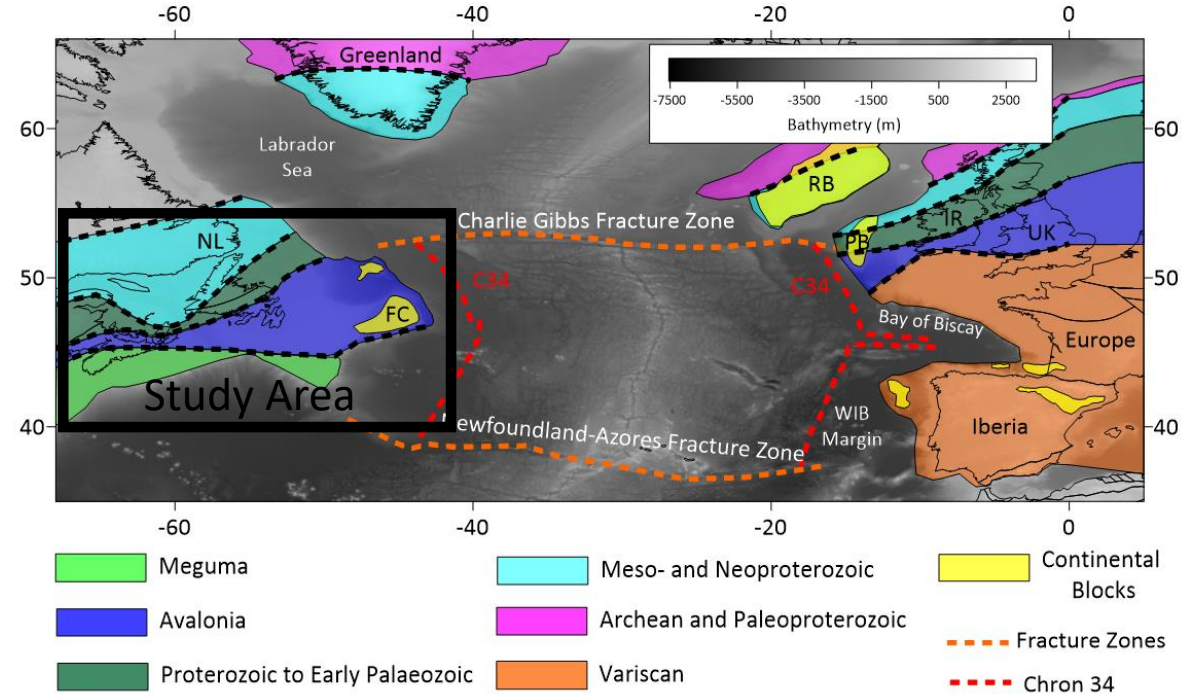 -60 -40 -20 0
Greenland
-7500 -5500 -3500 -1500 500 2500
Bathymetry (m)
60 60
Labrador
Sea
RB
Charlie Gibbs Fracture Zone
NL
PB
IR
UK
50 50
C34
C34
FC
Bay of Biscay
Europe
Study Area
WIB
Margin
Iberia
40 40
ewfoundland-Azores Fracture Zone
-60 -40 -20 0
Meguma
Meso- and Neoproterozoic
Continental
Blocks
Avalonia
Archean and Paleoproterozoic
Fracture Zones
Proterozoic to Early Palaeozoic
Variscan
Chron 34